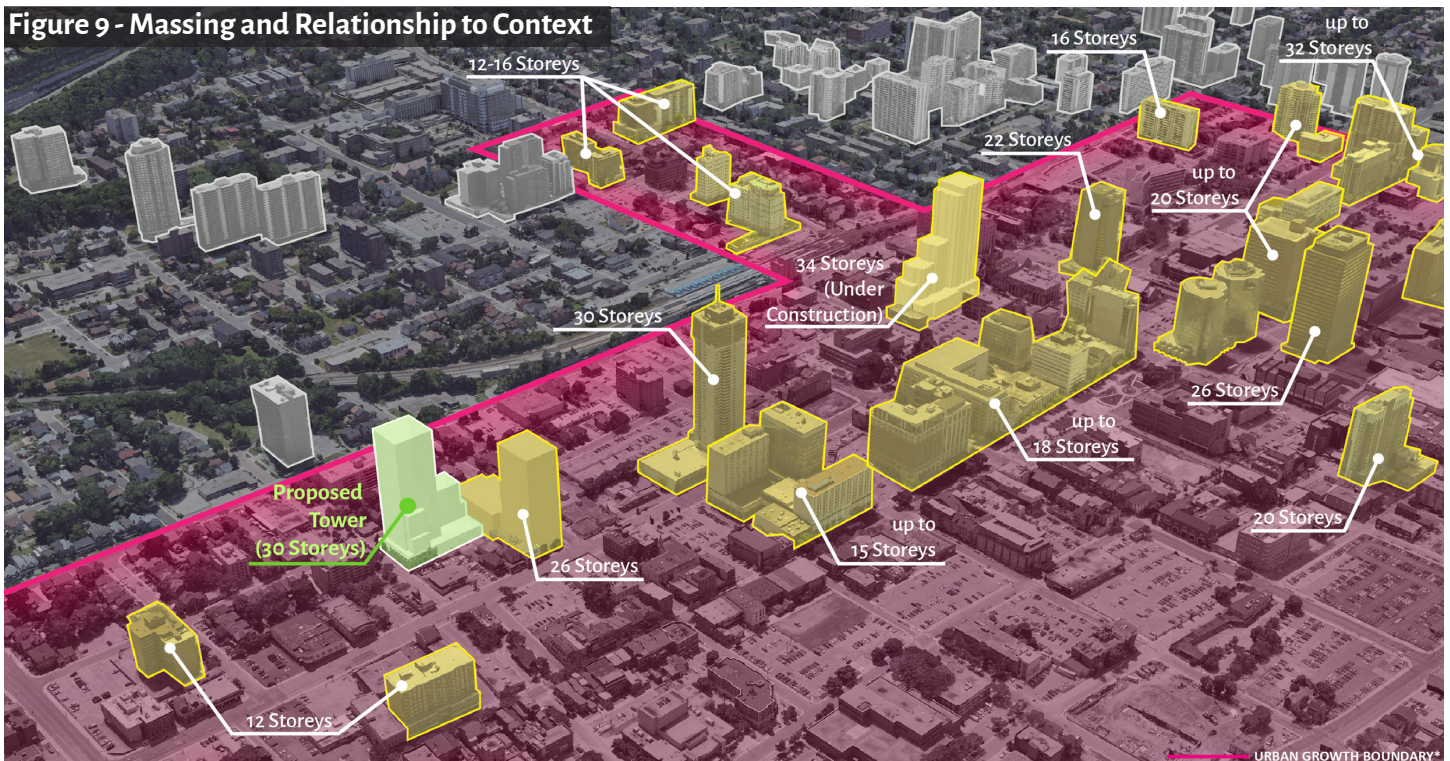 Figure 9 - Massing and Relationship to Context
12-16 Storeys
16 Storeys
up to
32 Storeys
22 Storeys
up to
20 Storeys
34 Storeys
(Under
Construction)
30 Storeys
26 Storeys
up to
18 Storeys
Proposed
Tower
(30 Storeys)
26 Storeys
up to
15 Storeys
20 Storeys
12 Storeys
URBAN GROWTH BOUNDARY*